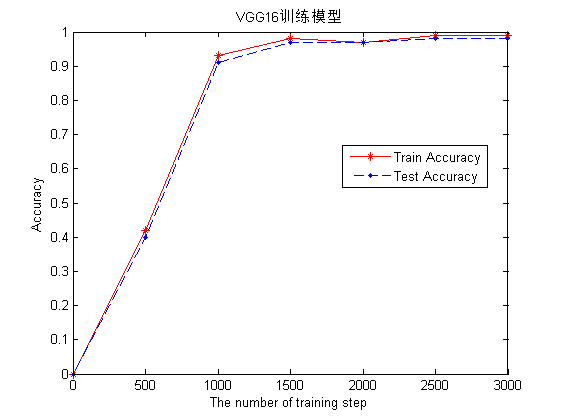 VGG16训练模型
1
0.9
0.8
0.7
0.6
0.5
0.4
0.3
0.2
0.1
0
Accuracy
Train Accuracy
Test Accuracy
0 500 1000 1500 2000 2500 3000
The number of training step